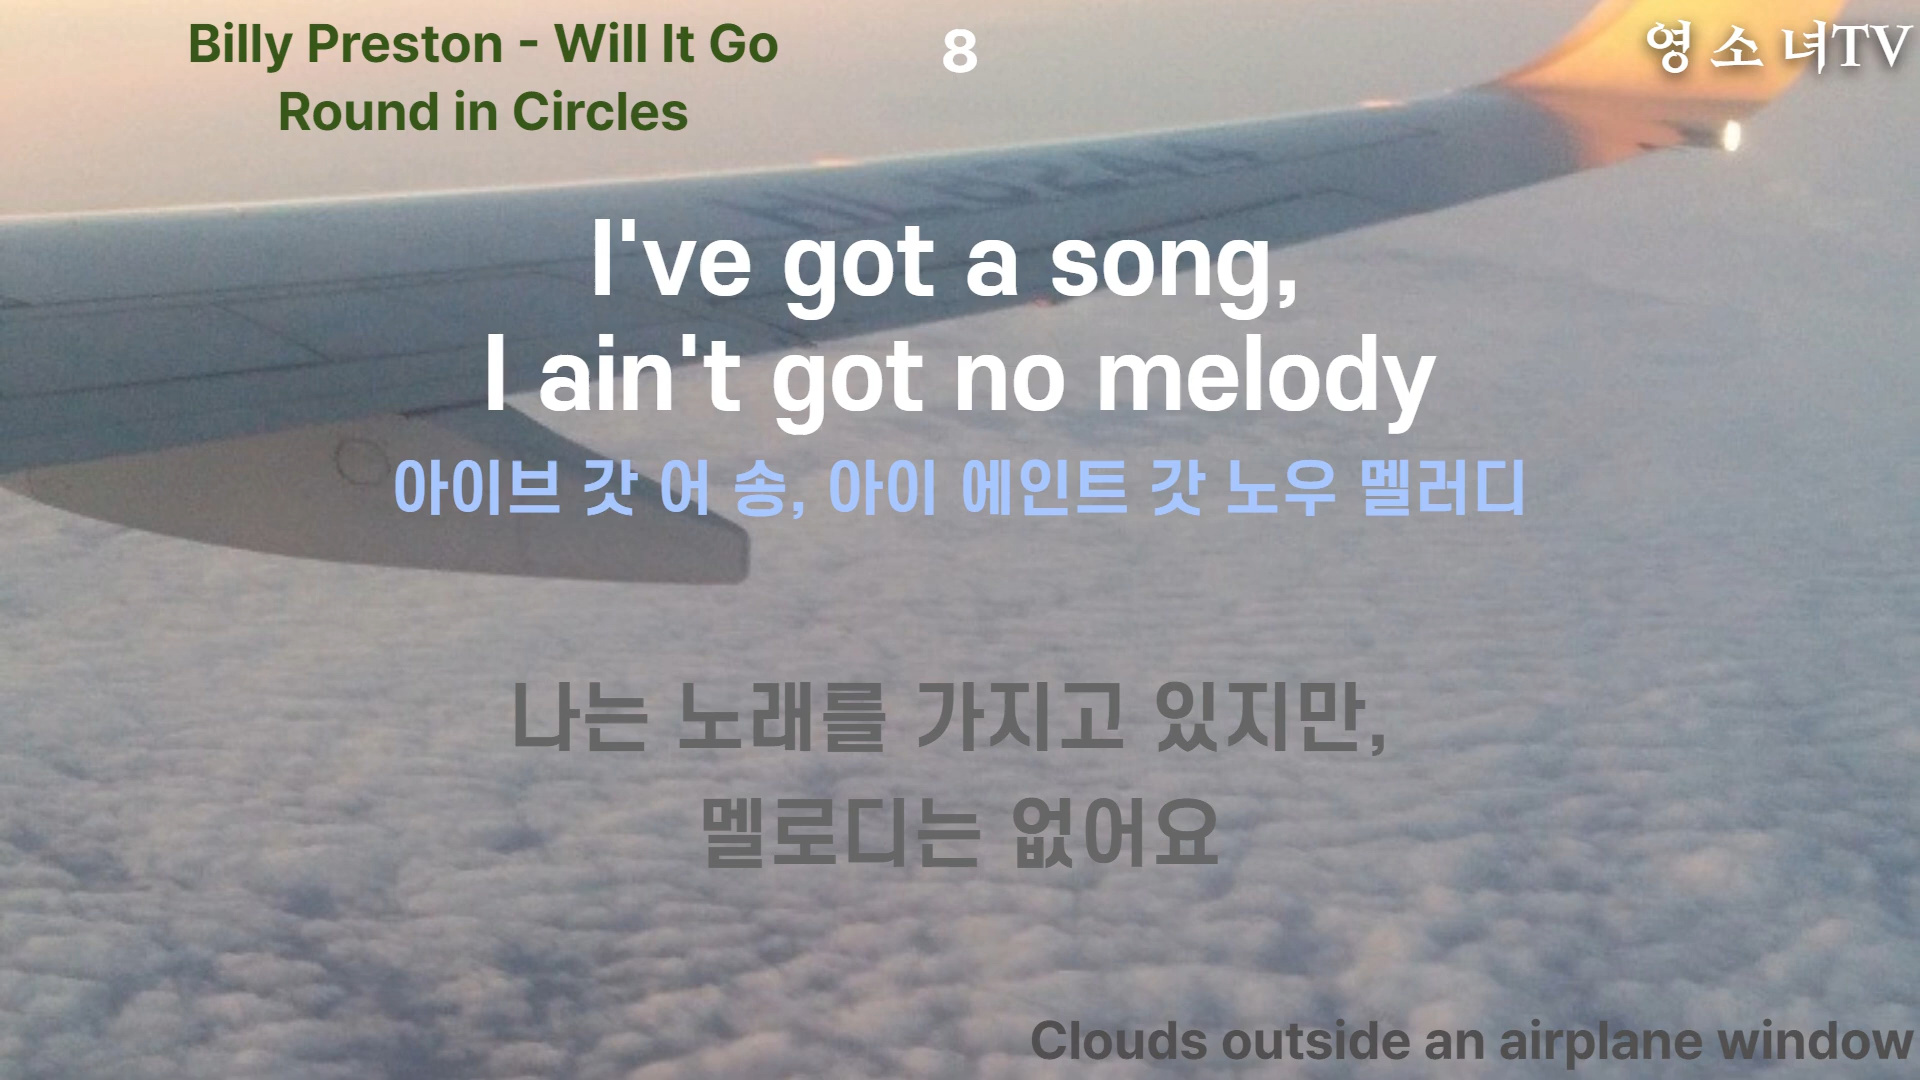 Billy Preston - Will It Go
Round in Circles
8
영 소 녀TV
I've got a song,
I ain't got no melody
아이브 갓 어 송, 아이 에인트 갓 노우 멜러디
나는 노래를 가지고 있지만,
멜로디는 없어요
Clouds outside an airplane window